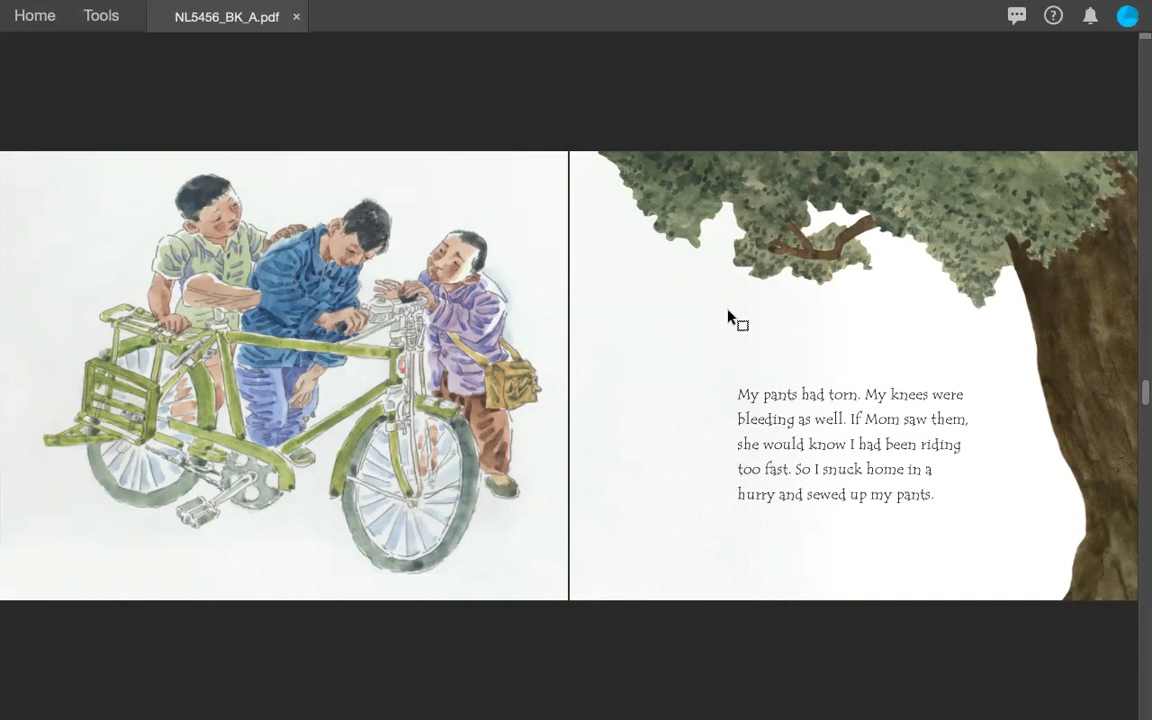 Home
Tools
NL5456_BK_A.pdf ×
?
My pants had torn. My knees were
bleeding as well. If Mom saw them,
she would know I had been riding
too fast. So I snuck home in a
hurry and sewed up my pants.